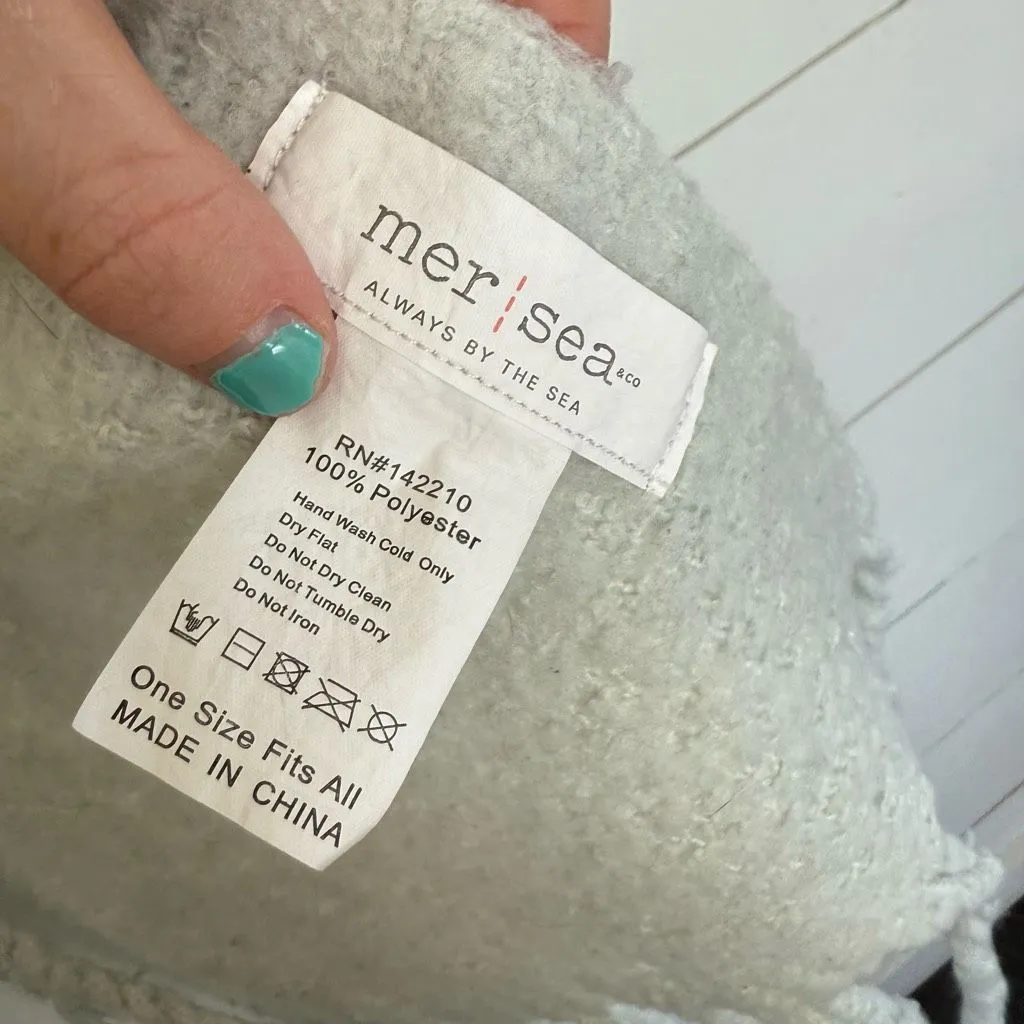 mer¦sea &CO
ALWAYS BY THE SEA
RN#142210
100% Polyester
Hand Wash Cold Only
Dry Flat
Do Not Dry Clean
Do Not Tumble Dry
Do Not Iron
One Size Fits All
MADE IN CHINA